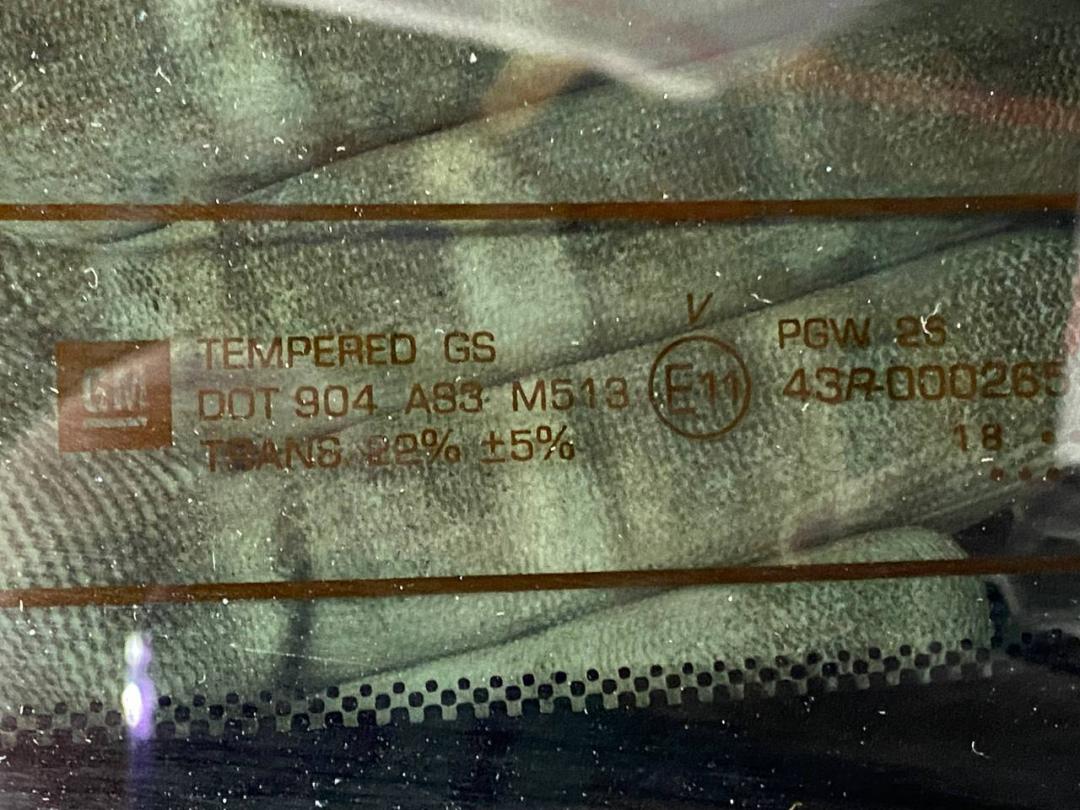 GM
TEMPERED GS
DOT 904 AS3 M513
TRANS 22% ±5%
V
E11
PGW 2S
43R-000265
18